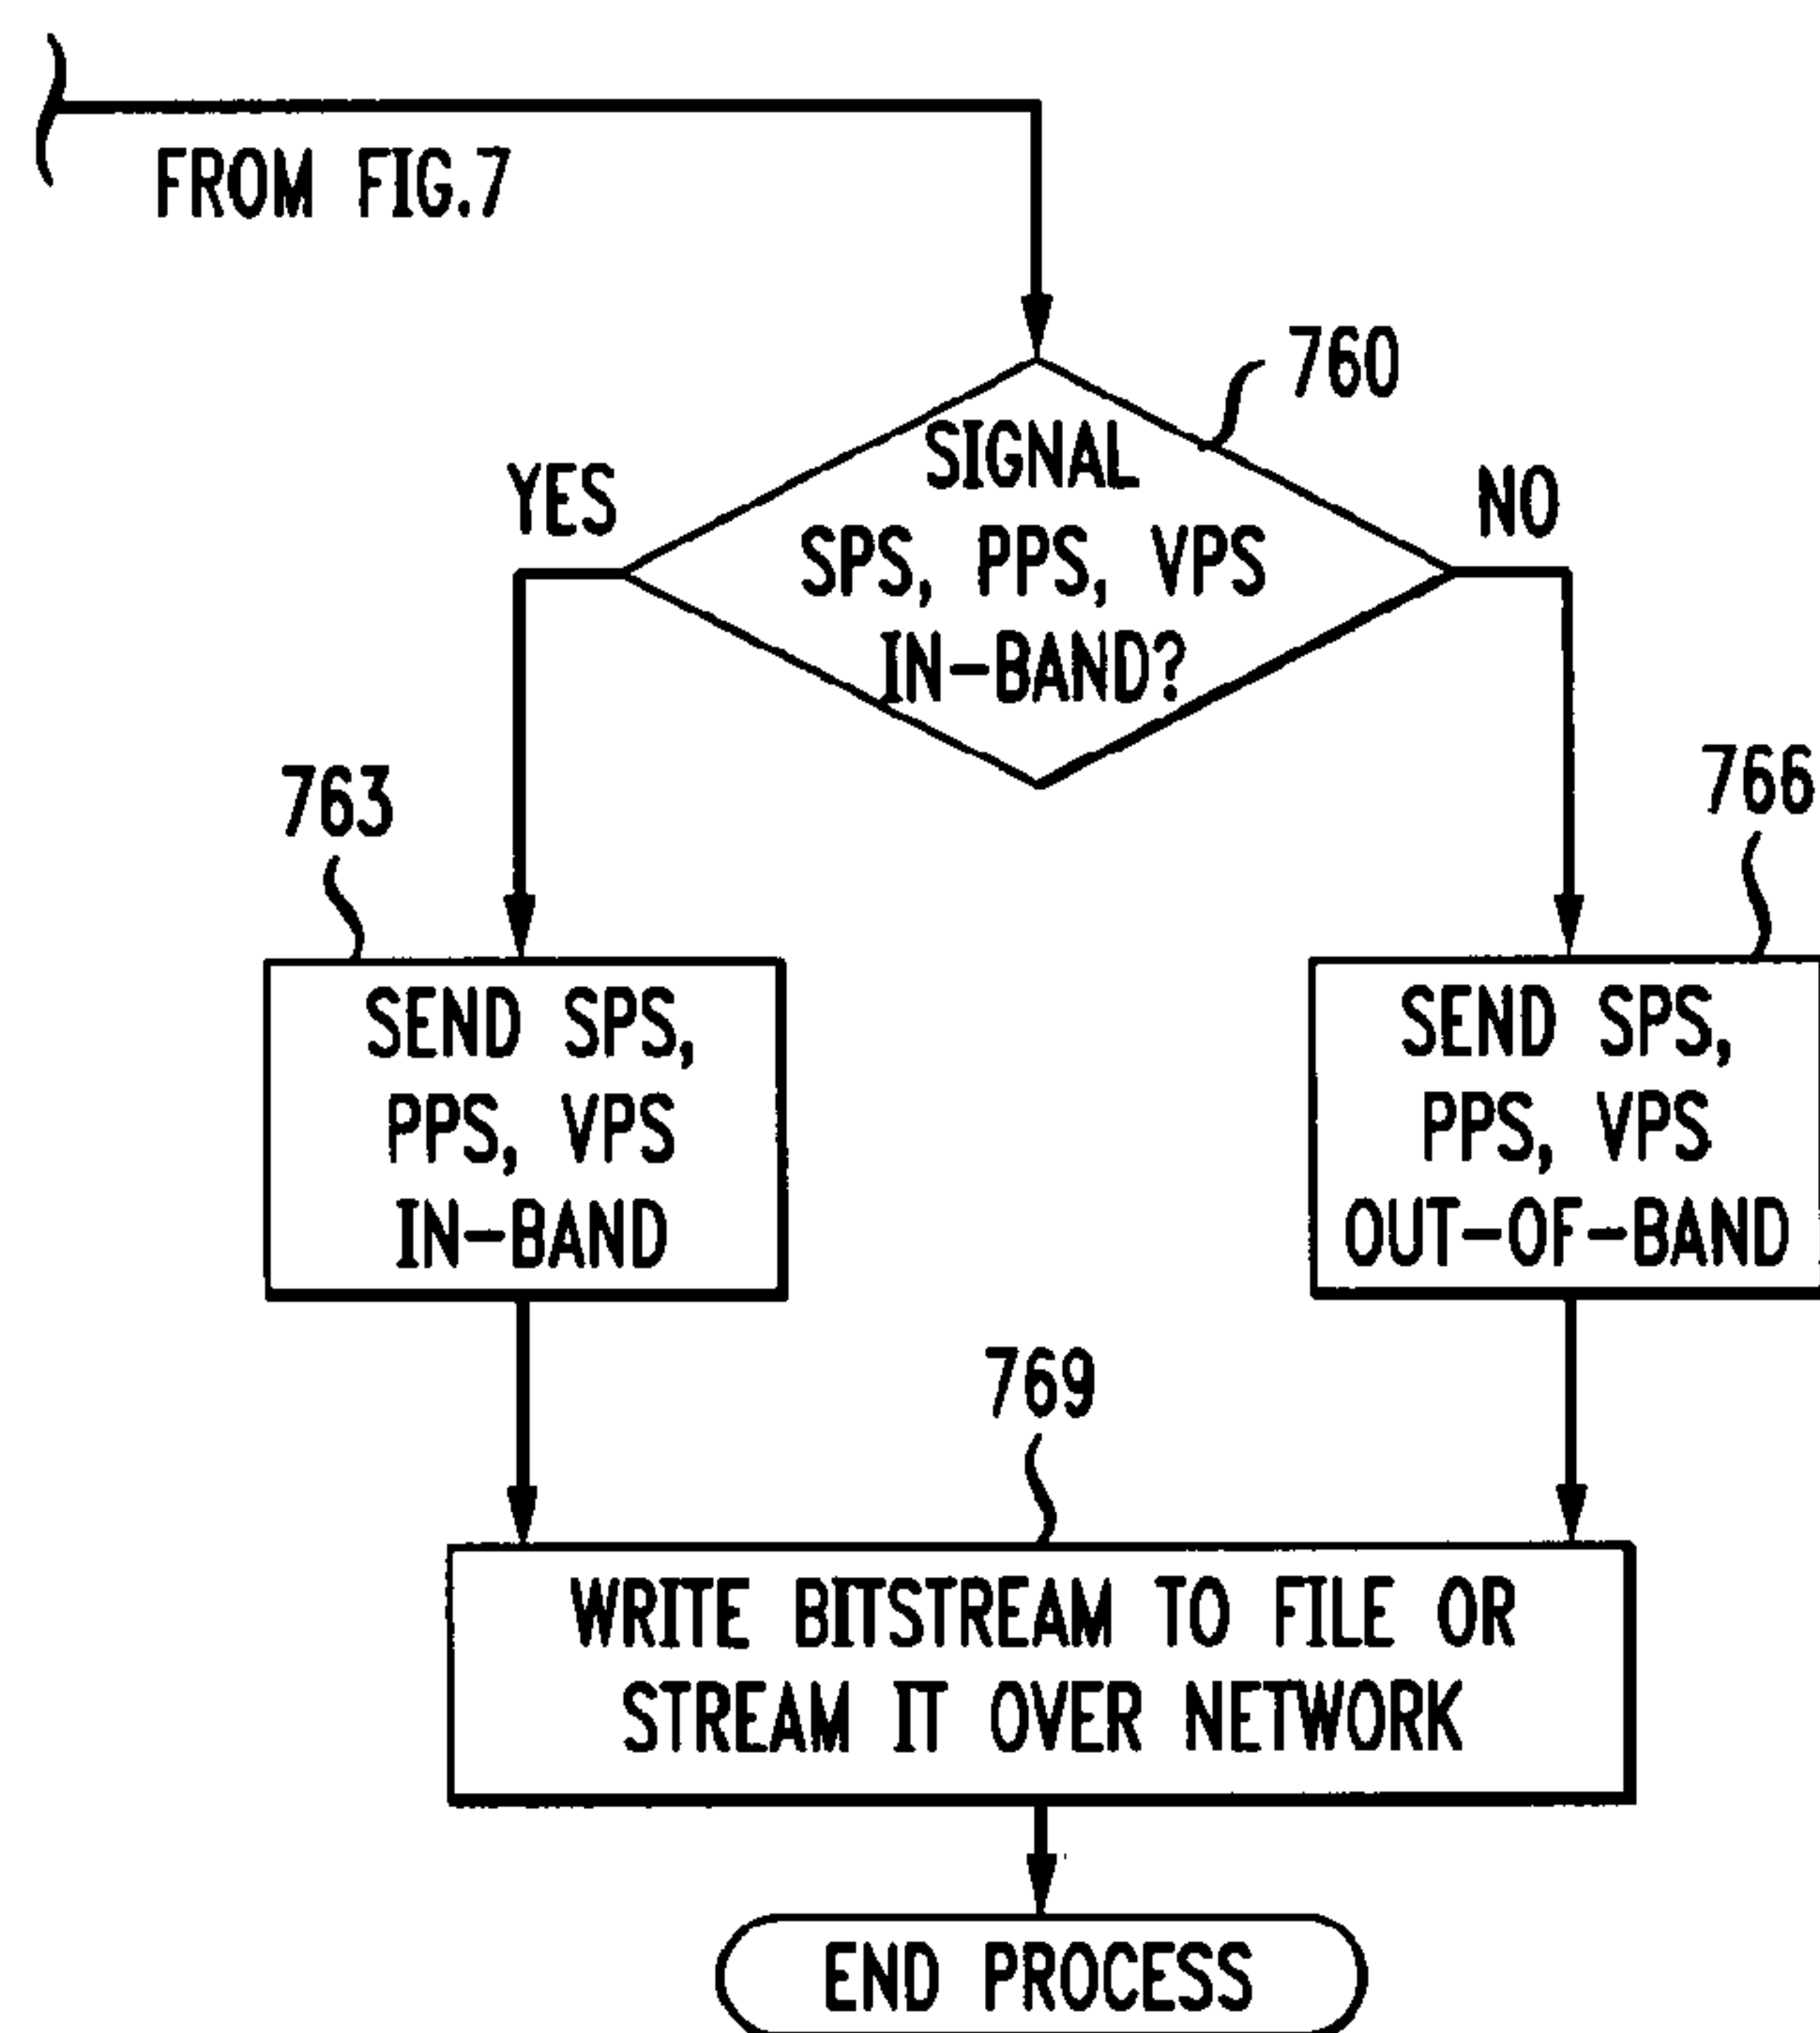 FROM FIG.7
760
SIGNAL
SPS, PPS, VPS
IN-BAND?
YES
NO
763
SEND SPS,
PPS, VPS
IN-BAND
766
SEND SPS,
PPS, VPS
OUT-OF-BAND
769
WRITE BITSTREAM TO FILE OR
STREAM IT OVER NETWORK
END PROCESS